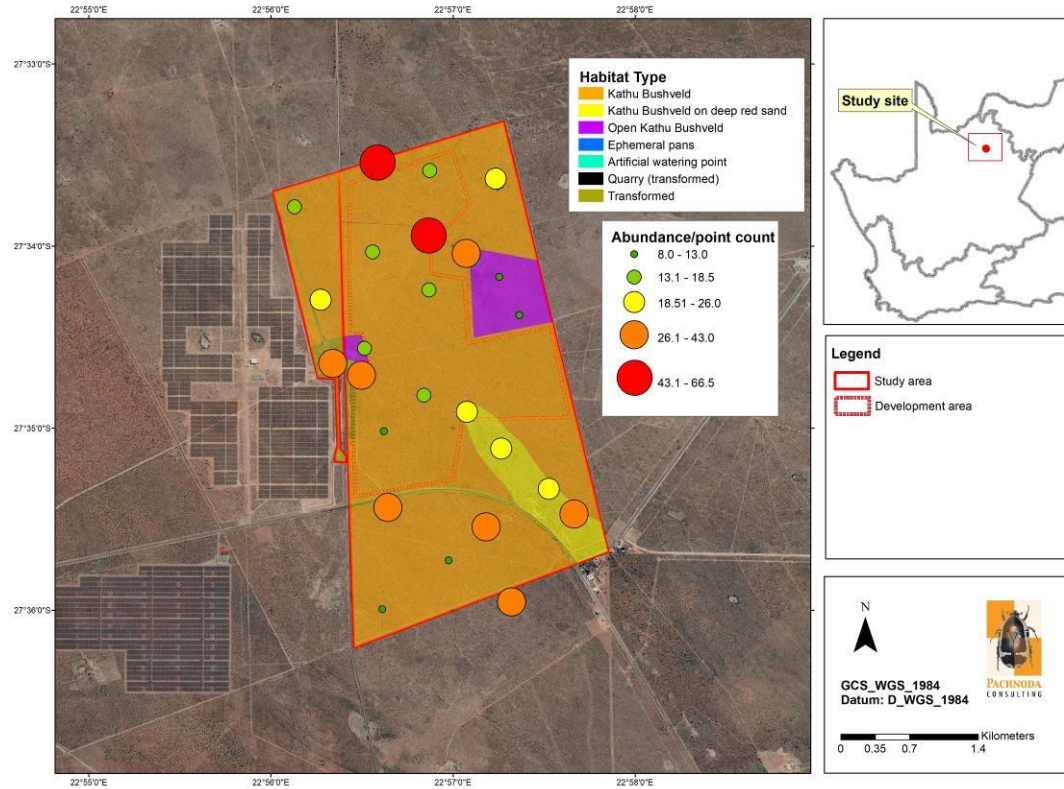 22°55'0"E
22°56'0"E
22°57'0"E
22°58'0"E
27°33'0"S
27°34'0"S
27°35'0"S
27°36'0"S
Habitat Type
Kathu Bushveld
Kathu Bushveld on deep red sand
Open Kathu Bushveld
Ephemeral pans
Artificial watering point
Quarry (transformed)
Transformed
Abundance/point count
8.0 - 13.0
13.1 - 18.5
18.51 - 26.0
26.1 - 43.0
43.1 - 66.5
22°55'0"E
22°56'0"E
22°57'0"E
22°58'0"E
Study site
Legend
Study area
Development area
N
GCS_WGS_1984
Datum: D_WGS_1984
PACHNODA
CONSULTING
Kilometers
0 0.35 0.7 1.4